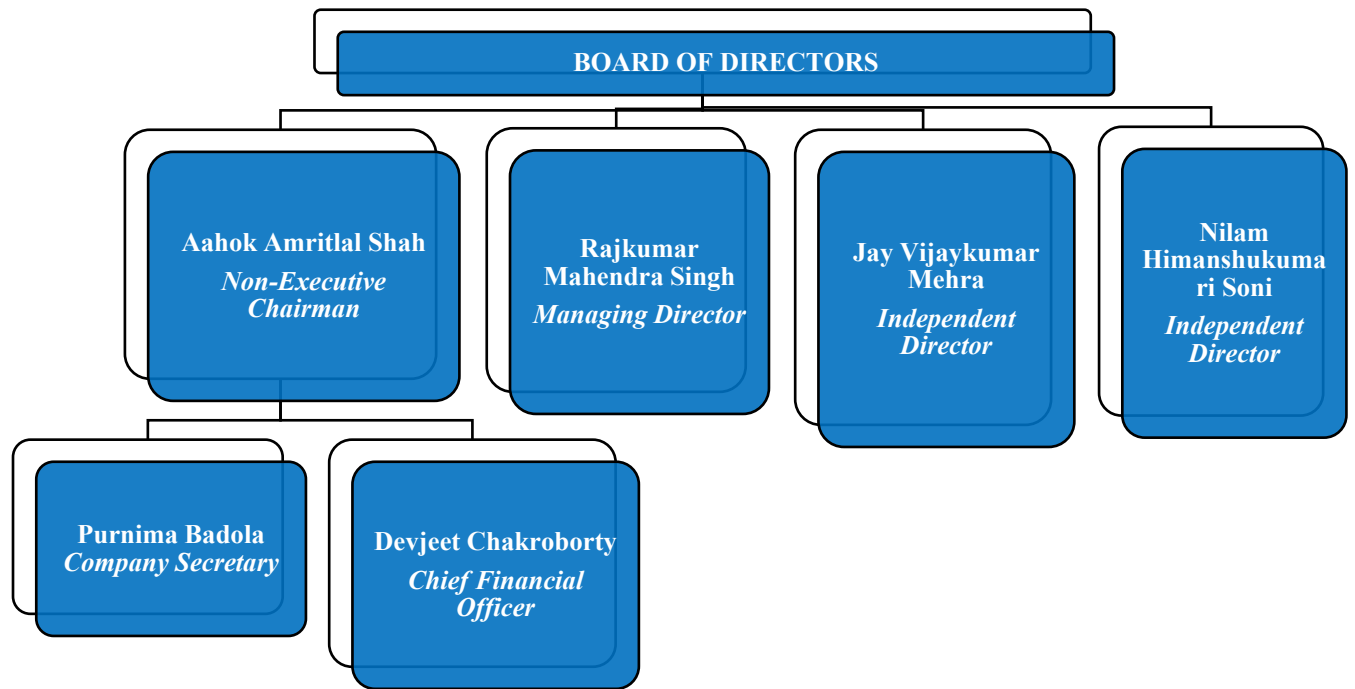 BOARD OF DIRECTORS
Aahok Amritlal Shah
Non-Executive
Chairman
Rajkumar
Mahendra Singh
Managing Director
Jay Vijaykumar
Mehra
Independent
Director
Nilam
Himanshukuma
ri Soni
Independent
Director
Purnima Badola
Company Secretary
Devjeet Chakroborty
Chief Financial
Officer